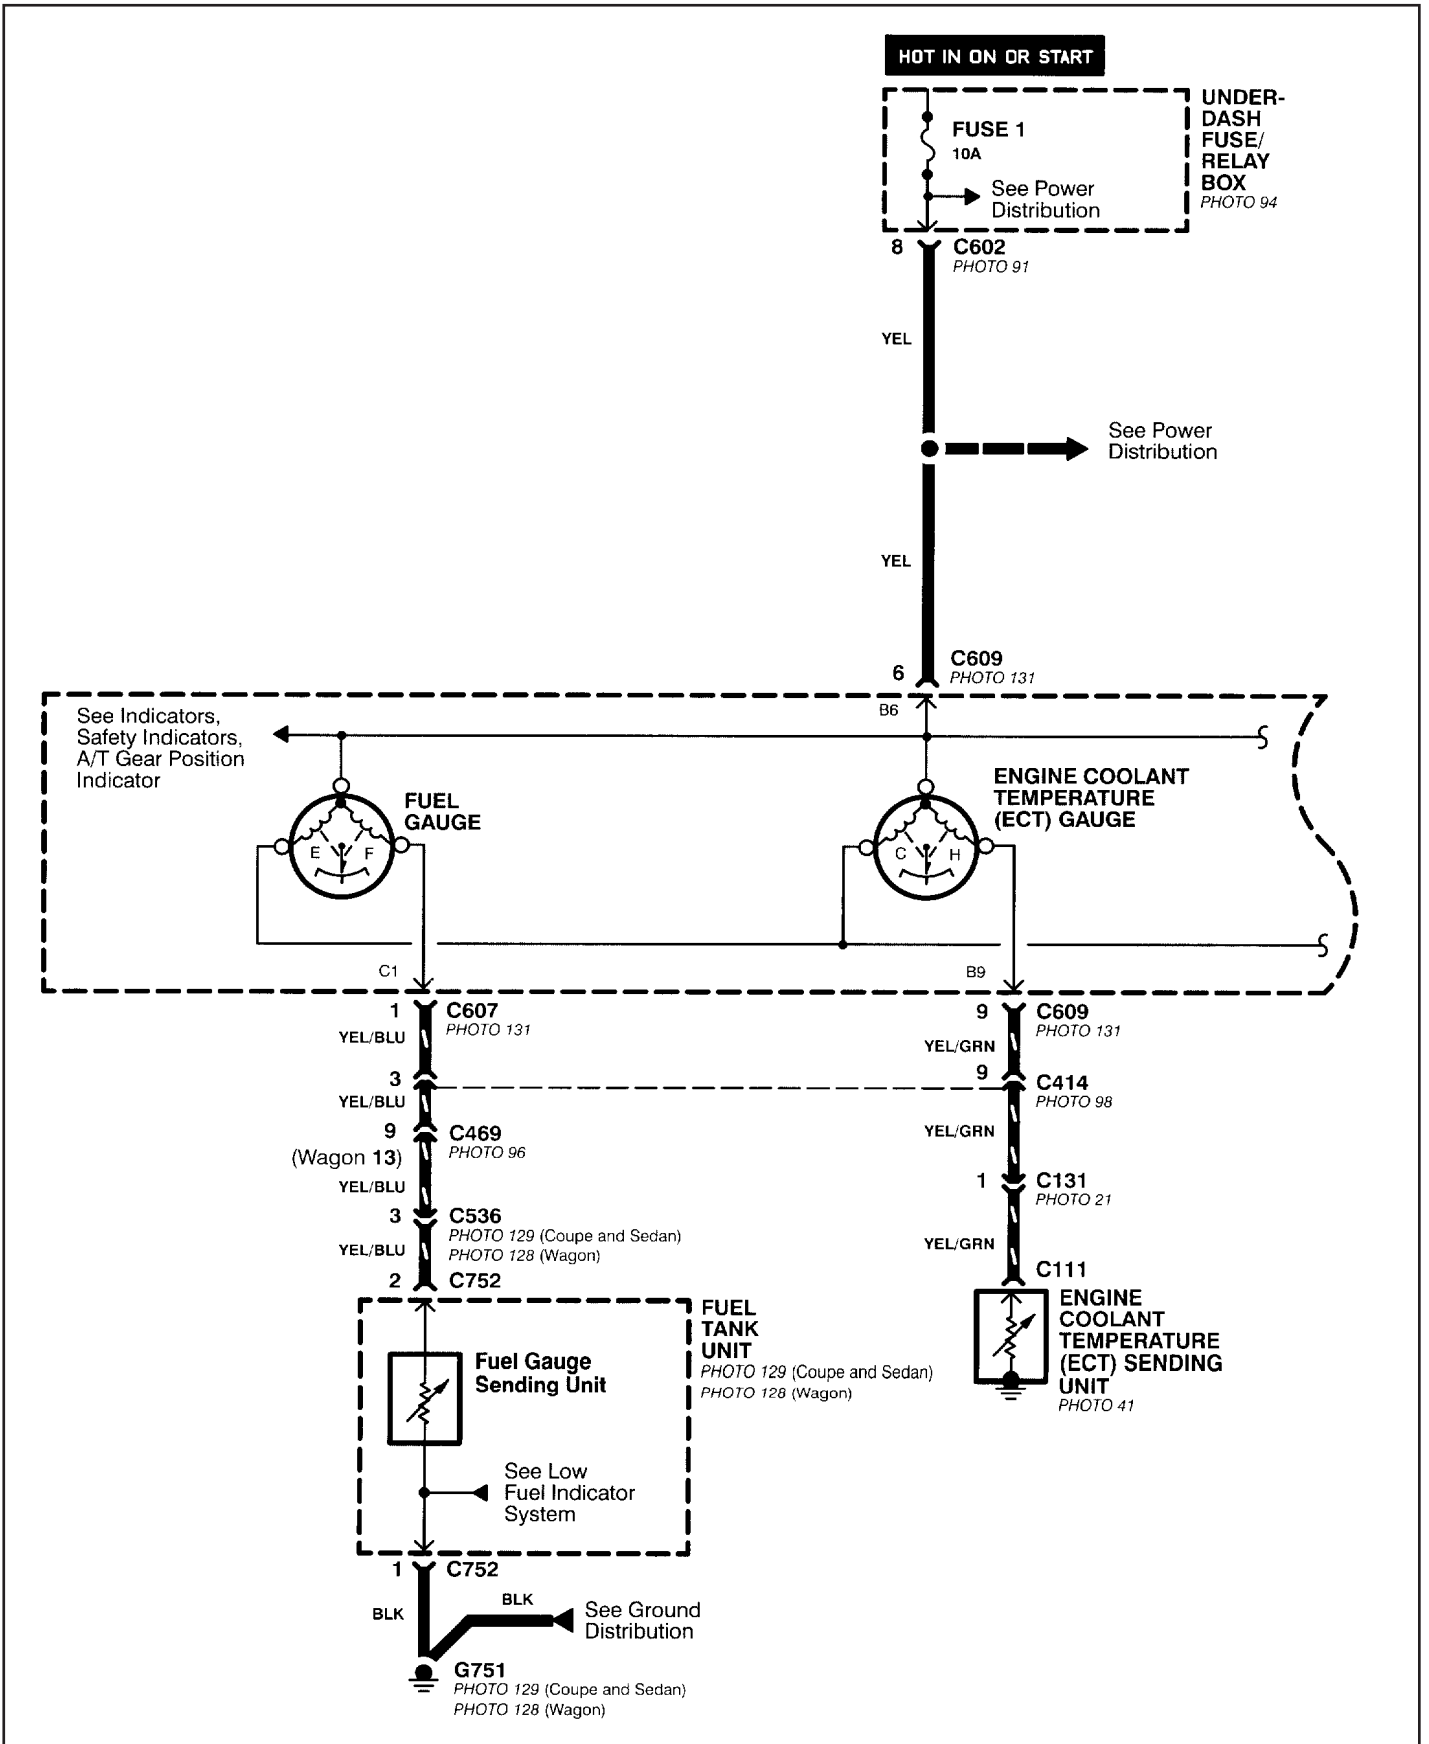 HOT IN ON OR START
UNDER-
DASH
FUSE/
RELAY
BOX
PHOTO 94
FUSE 1
10A
See Power
Distribution
8
C602
PHOTO 91
YEL
See Power
Distribution
YEL
6
C609
PHOTO 131
B6
See Indicators,
Safety Indicators,
A/T Gear Position
Indicator
FUEL
GAUGE
E F
ENGINE COOLANT
TEMPERATURE
(ECT) GAUGE
C H
C1
B9
1
C607
PHOTO 131
YEL/BLU
9
C609
PHOTO 131
YEL/GRN
3
9
C414
PHOTO 98
YEL/BLU
YEL/GRN
9
(Wagon 13)
C469
PHOTO 96
YEL/BLU
1
C131
PHOTO 21
3
C536
PHOTO 129 (Coupe and Sedan)
PHOTO 128 (Wagon)
YEL/BLU
YEL/GRN
2
C752
C111
FUEL
TANK
UNIT
PHOTO 129 (Coupe and Sedan)
PHOTO 128 (Wagon)
ENGINE
COOLANT
TEMPERATURE
(ECT) SENDING
UNIT
PHOTO 41
Fuel Gauge
Sending Unit
See Low
Fuel Indicator
System
1
C752
BLK
BLK
See Ground
Distribution
G751
PHOTO 129 (Coupe and Sedan)
PHOTO 128 (Wagon)